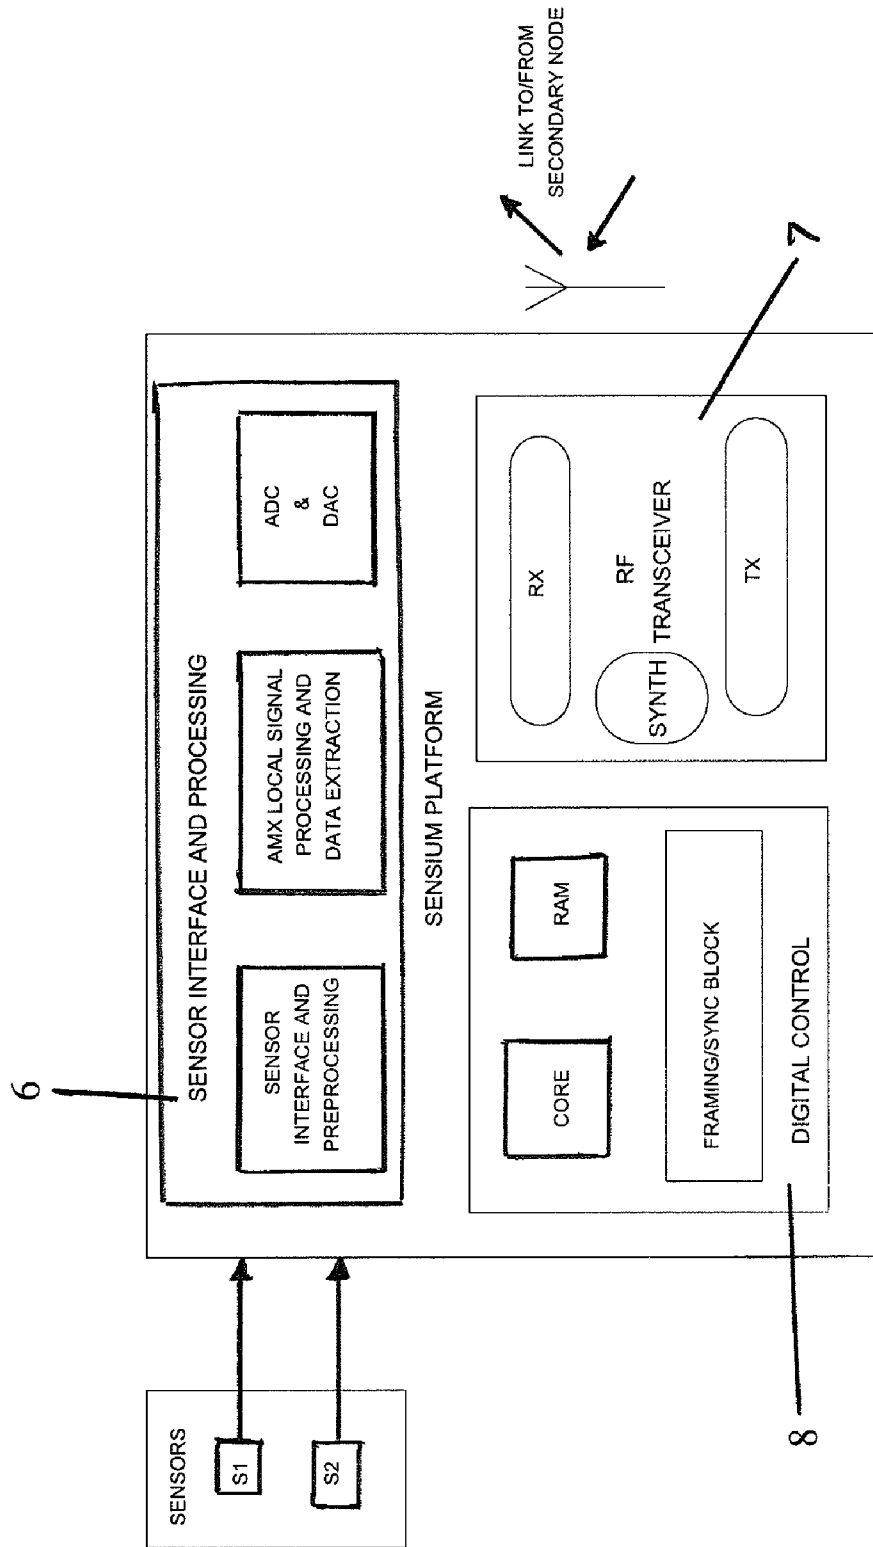 6
SENSORS
S1
S2
SENSOR INTERFACE AND PROCESSING
SENSOR
INTERFACE AND
PREPROCESSING
AMX LOCAL SIGNAL
PROCESSING AND
DATA EXTRACTION
ADC
&
DAC
SENSIUM PLATFORM
CORE
RAM
FRAMING/SYNC BLOCK
DIGITAL CONTROL
RX
SYNTH
RF
TRANSCEIVER
TX
LINK TO/FROM
SECONDARY NODE
8
7